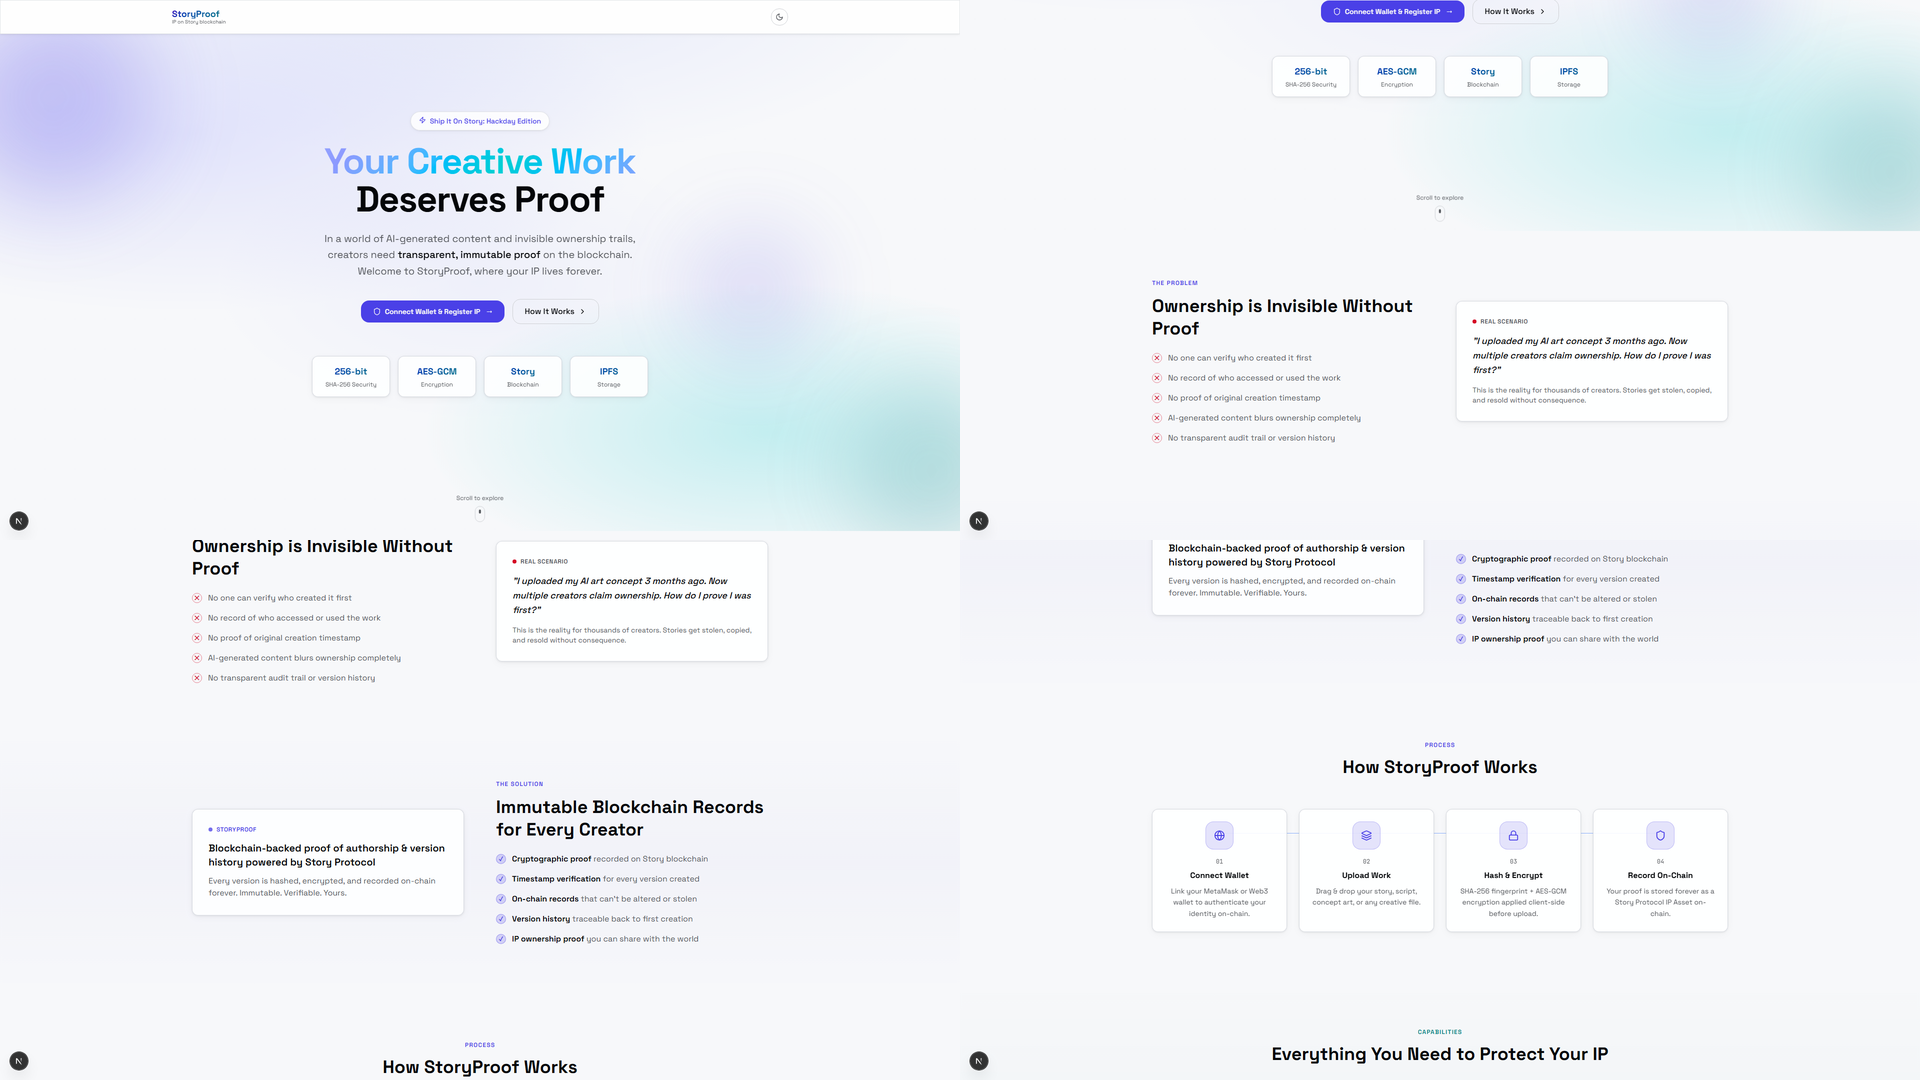 StoryProof
IP on Story blockchain
Ship It On Story: Hackday Edition
Your Creative Work
Deserves Proof
In a world of AI-generated content and invisible ownership trails,
creators need transparent, immutable proof on the blockchain.
Welcome to StoryProof, where your IP lives forever.
Connect Wallet & Register IP →
How It Works
256-bit
SHA-256 Security
AES-GCM
Encryption
Story
Blockchain
IPFS
Storage
Scroll to explore
N
Connect Wallet & Register IP →
How It Works
256-bit
SHA-256 Security
AES-GCM
Encryption
Story
Blockchain
IPFS
Storage
Scroll to explore
THE PROBLEM
Ownership is Invisible Without
Proof
No one can verify who created it first
No record of who accessed or used the work
No proof of original creation timestamp
AI-generated content blurs ownership completely
No transparent audit trail or version history
REAL SCENARIO
"I uploaded my AI art concept 3 months ago. Now
multiple creators claim ownership. How do I prove I was
first?"
This is the reality for thousands of creators. Stories get stolen, copied,
and resold without consequence.
N
Ownership is Invisible Without
Proof
No one can verify who created it first
No record of who accessed or used the work
No proof of original creation timestamp
AI-generated content blurs ownership completely
No transparent audit trail or version history
REAL SCENARIO
"I uploaded my AI art concept 3 months ago. Now
multiple creators claim ownership. How do I prove I was
first?"
This is the reality for thousands of creators. Stories get stolen, copied,
and resold without consequence.
STORYPROOF
Blockchain-backed proof of authorship & version
history powered by Story Protocol
Every version is hashed, encrypted, and recorded on-chain
forever. Immutable. Verifiable. Yours.
THE SOLUTION
Immutable Blockchain Records
for Every Creator
Cryptographic proof recorded on Story blockchain
Timestamp verification for every version created
On-chain records that can't be altered or stolen
Version history traceable back to first creation
IP ownership proof you can share with the world
PROCESS
How StoryProof Works
N
Blockchain-backed proof of authorship & version
history powered by Story Protocol
Every version is hashed, encrypted, and recorded on-chain
forever. Immutable. Verifiable. Yours.
Cryptographic proof recorded on Story blockchain
Timestamp verification for every version created
On-chain records that can't be altered or stolen
Version history traceable back to first creation
IP ownership proof you can share with the world
PROCESS
How StoryProof Works
01
Connect Wallet
Link your MetaMask or Web3
wallet to authenticate your
identity on-chain.
02
Upload Work
Drag & drop your story, script,
concept art, or any creative file.
03
Hash & Encrypt
SHA-256 fingerprint + AES-GCM
encryption applied client-side
before upload.
04
Record On-Chain
Your proof is stored forever as a
Story Protocol IP Asset on-
chain.
CAPABILITIES
Everything You Need to Protect Your IP
N